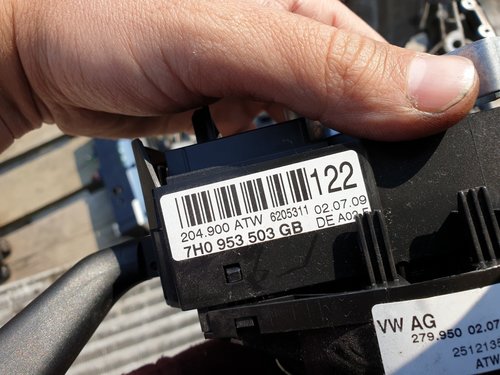 122
204.900 ATW 6205311 02.07.09
7H0 953 503 GB DE A02
VW AG
279.950 02.07
2512135
ATW